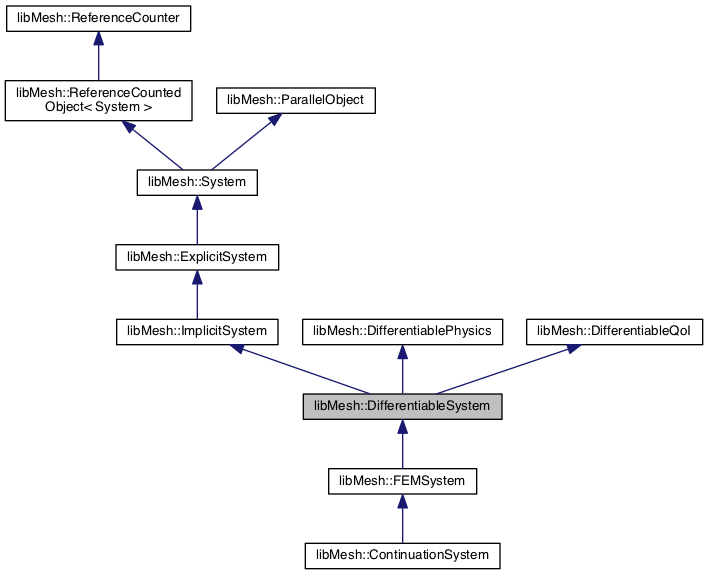 libMesh::ReferenceCounter
libMesh::ReferenceCounted
Object< System >
libMesh::ParallelObject
libMesh::System
libMesh::ExplicitSystem
libMesh::ImplicitSystem
libMesh::DifferentiablePhysics
libMesh::DifferentiableQoI
libMesh::DifferentiableSystem
libMesh::FEMSystem
libMesh::ContinuationSystem